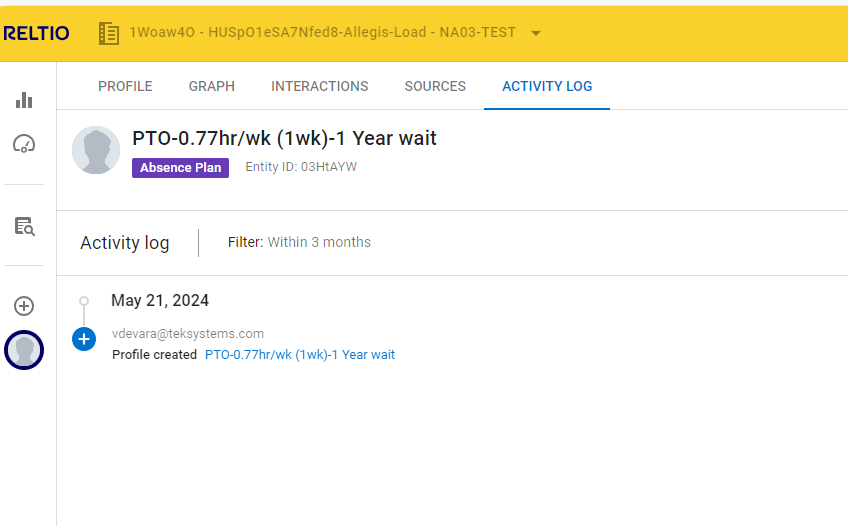 RELTIO
1Woaw4O - HUSpO1eSA7Nfed8-Allegis-Load - NA03-TEST
PROFILE GRAPH INTERACTIONS SOURCES ACTIVITY LOG
PTO-0.77hr/wk (1wk)-1 Year wait
Absence Plan Entity ID: 03HtAYW
Activity log Filter: Within 3 months
May 21, 2024
vdevara@teksystems.com
Profile created PTO-0.77hr/wk (1wk)-1 Year wait